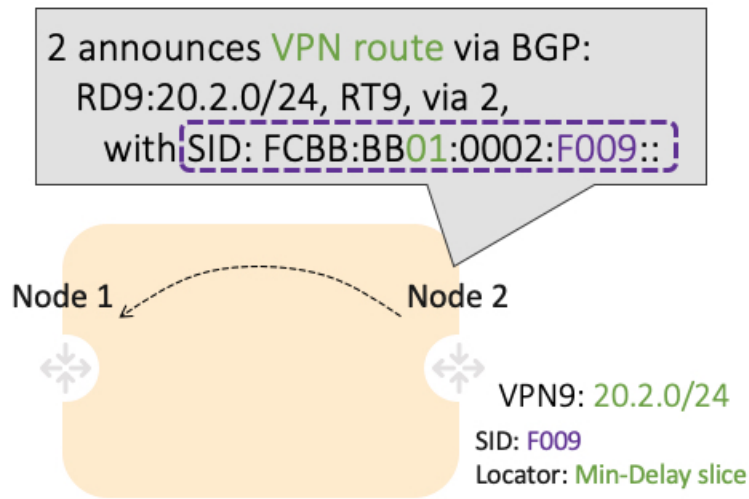 2 announces VPN route via BGP:
RD9:20.2.0/24, RT9, via 2,
with SID: FCBB:BB01:0002:F009::
Node 1
Node 2
VPN9: 20.2.0/24
SID: F009
Locator: Min-Delay slice